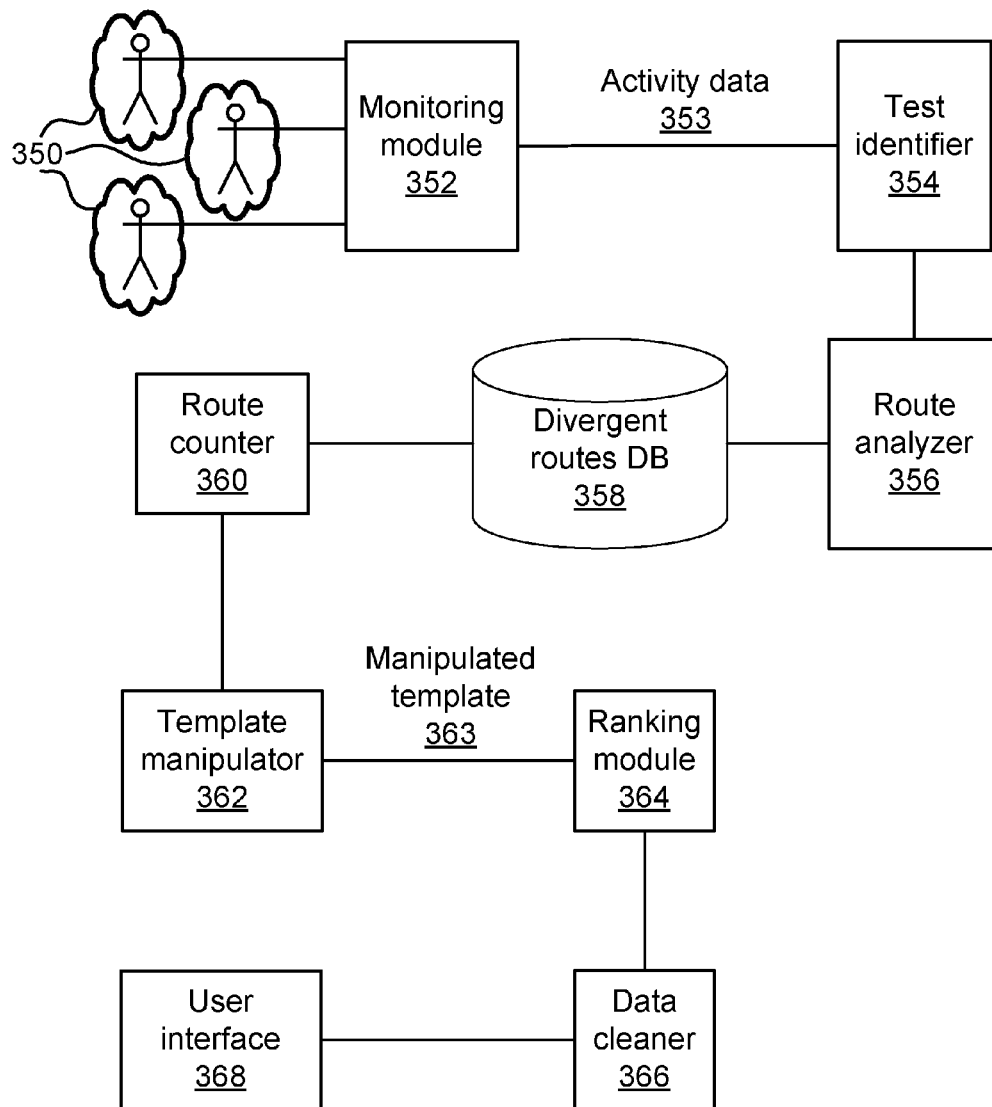 350
Monitoring
module
352
Activity data
353
Test
identifier
354
Route
counter
360
Divergent
routes DB
358
Route
analyzer
356
Template
manipulator
362
Manipulated
template
363
Ranking
module
364
User
interface
368
Data
cleaner
366